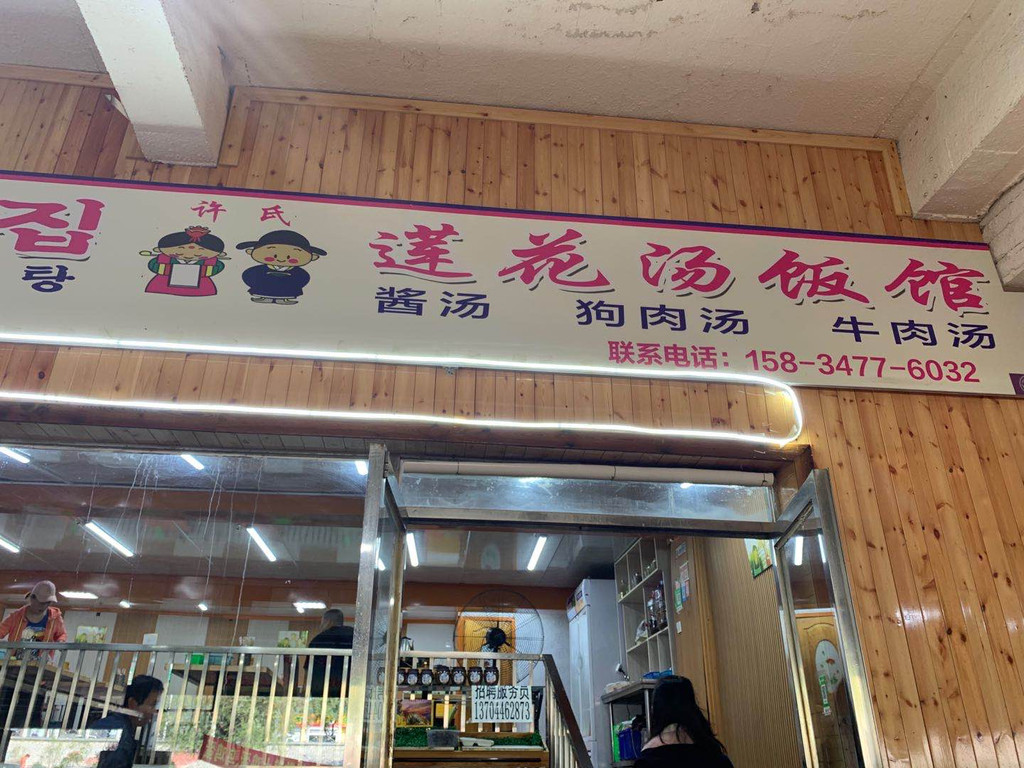 집
탕
许氏
莲花汤饭馆
酱汤 狗肉汤 牛肉汤
联系电话：158-3477-6032
招聘服务员
13704462873